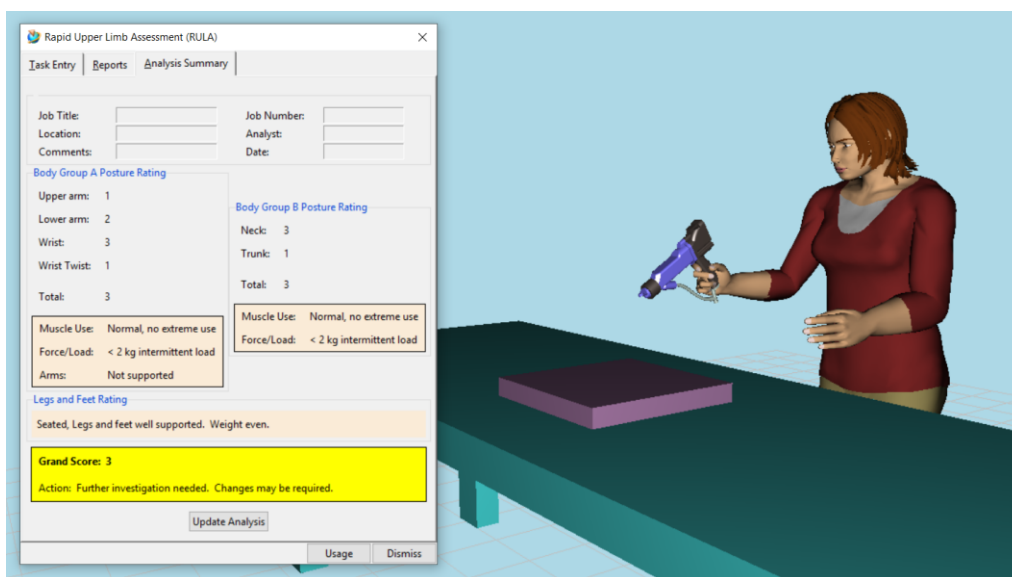 Rapid Upper Limb Assessment (RULA)
Task Entry Reports Analysis Summary
Job Title: Job Number:
Location: Analyst:
Comments: Date:
Body Group A Posture Rating
Upper arm: 1
Lower arm: 2
Wrist: 3
Wrist Twist: 1
Total: 3
Muscle Use: Normal, no extreme use
Force/Load: < 2 kg intermittent load
Arms: Not supported
Body Group B Posture Rating
Neck: 3
Trunk: 1
Total: 3
Muscle Use: Normal, no extreme use
Force/Load: < 2 kg intermittent load
Legs and Feet Rating
Seated, Legs and feet well supported. Weight even.
Grand Score: 3
Action: Further investigation needed. Changes may be required.
Update Analysis
Usage Dismiss